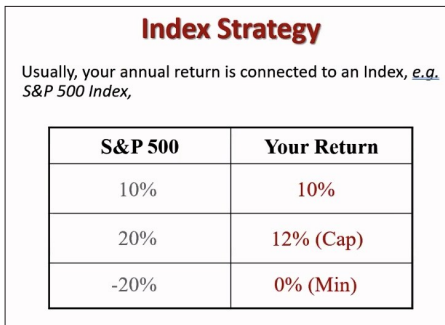 Index Strategy
Usually, your annual return is connected to an Index, e.g.
S&P 500 Index,
S&P 500 Your Return
10% 10%
20% 12% (Cap)
-20% 0% (Min)